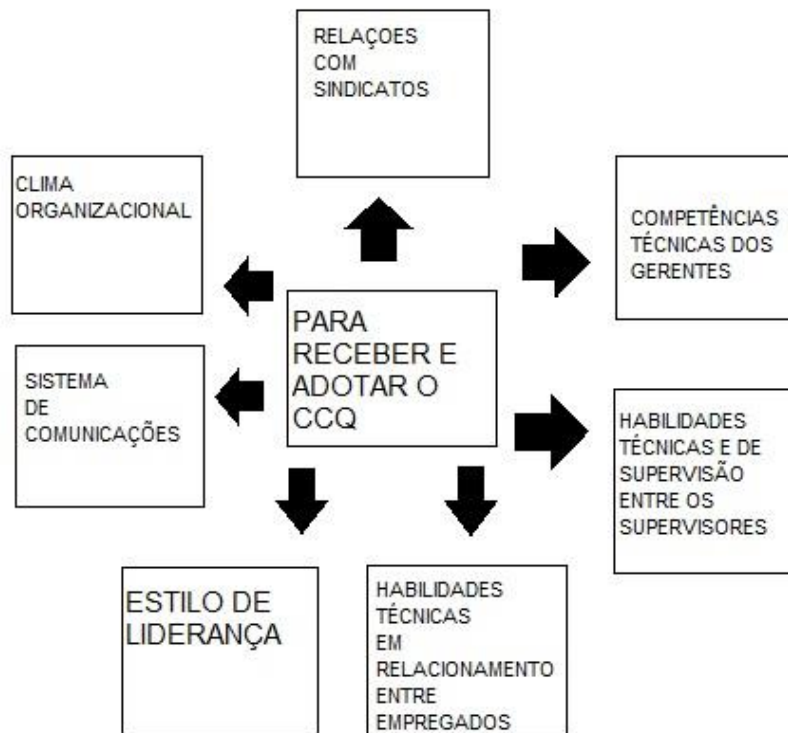 RELAÇOES
COM
SINDICATOS
CLIMA
ORGANIZACIONAL
COMPETÊNCIAS
TÉCNICAS DOS
GERENTES
PARA
RECEBER E
ADOTAR O
CCQ
SISTEMA
DE
COMUNICAÇÕES
HABILIDADES
TÉCNICAS E DE
SUPERVISÃO
ENTRE OS
SUPERVISORES
ESTILO DE
LIDERANÇA
HABILIDADES
TÉCNICAS
EM
RELACIONAMENTO
ENTRE
EMPREGADOS